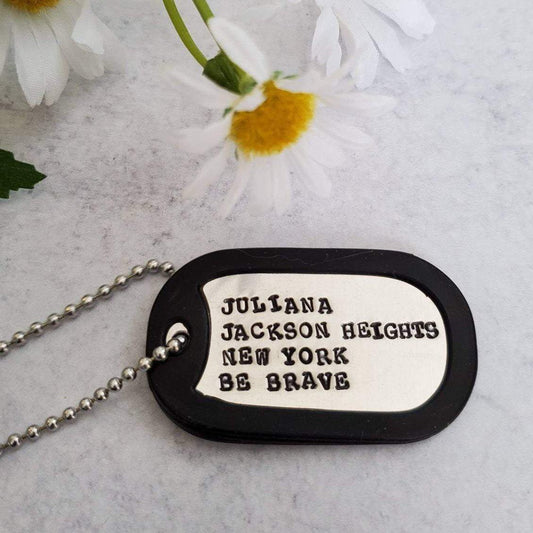 JULIANA
JACKSON HEIGHTS
NEW YORK
BE BRAVE